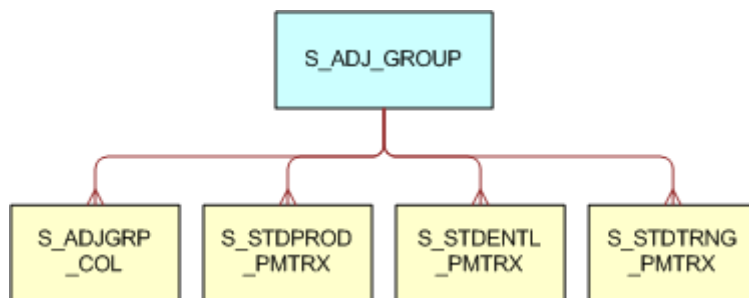 S_ADJ_GROUP
S_ADJGRP
_COL
S_STDPROD
_PMTRX
S_STDENTL
_PMTRX
S_STDTRNG
_PMTRX